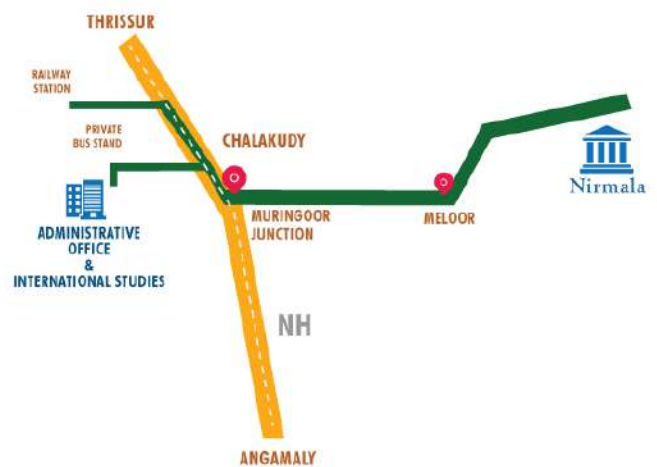 THRISSUR
RAILWAY
STATION
PRIVATE
BUS STAND
CHALAKUDY
Nirmala
MURINGOOR
JUNCTION
MELOOR
ADMINISTRATIVE
OFFICE
&
INTERNATIONAL STUDIES
NH
ANGAMALY